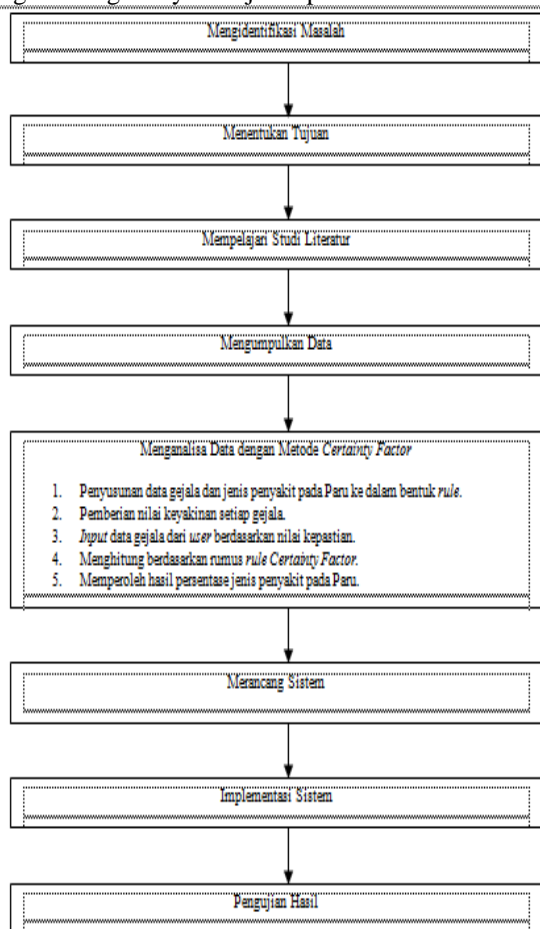 Mengidentifikasi Masalah
Menentukan Tujuan
Mempelajari Studi Literatur
Mengumpulkan Data
Menganalisa Data dengan Metode Certainty Factor
1. Penyusunan data gejala dan jenis penyakit pada Paru ke dalam bentuk rule.
2. Pemberian nilai keyakinan setiap gejala.
3. Input data gejala dari user berdasarkan nilai kepastian.
4. Menghitung berdasarkan rumus rule Certainty Factor.
5. Memperoleh hasil persentase jenis penyakit pada Paru.
Merancang Sistem
Implementasi Sistem
Pengujian Hasil